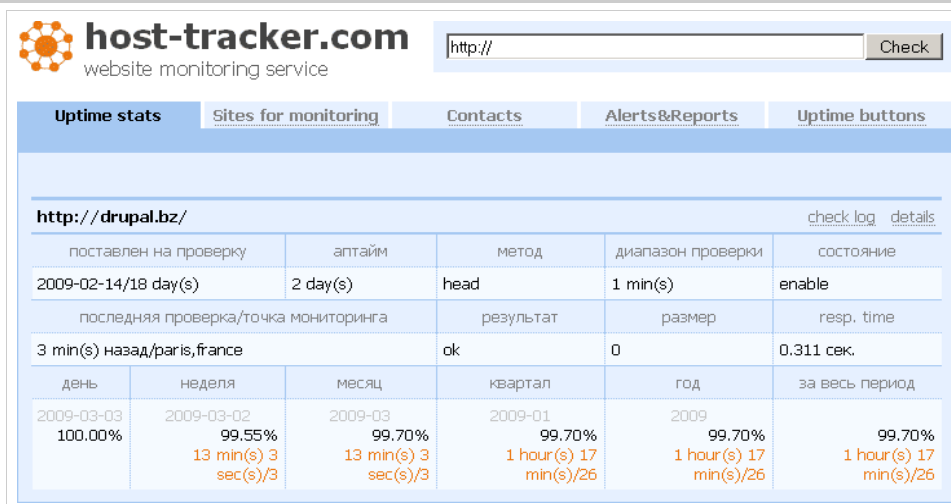 host-tracker.com
website monitoring service
http:// Check
Uptime stats Sites for monitoring Contacts Alerts&Reports Uptime buttons
http://drupal.bz/ check log details
поставлен на проверку аптайм метод диапазон проверки состояние
2009-02-14/18 day(s) 2 day(s) head 1 min(s) enable
последняя проверка/точка мониторинга результат размер resp. time
3 min(s) назад/paris,france ok 0 0.311 сек.
день неделя месяц квартал год за весь период
2009-03-03 2009-03-02 2009-03 2009-01 2009
100.00% 99.55% 99.70% 99.70% 99.70% 99.70%
13 min(s) 3 13 min(s) 3 1 hour(s) 17 1 hour(s) 17 1 hour(s) 17
sec(s)/3 sec(s)/3 min(s)/26 min(s)/26 min(s)/26